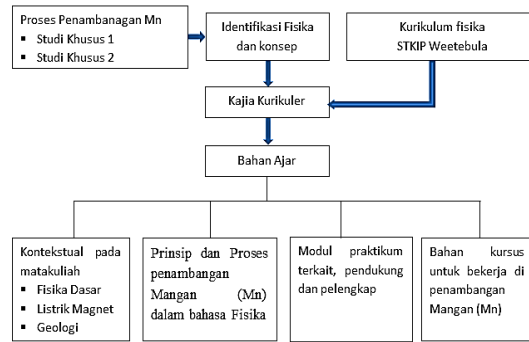 Proses Penambanagan Mn
▪ Studi Khusus 1
▪ Studi Khusus 2
Identifikasi Fisika
dan konsep
Kurikulum fisika
STKIP Weetebula
Kajia Kurikuler
Bahan Ajar
Kontekstual pada
matakuliah
▪ Fisika Dasar
▪ Listrik Magnet
▪ Geologi
Prinsip dan Proses
penambangan
Mangan (Mn)
dalam bahasa Fisika
Modul praktikum
terkait, pendukung
dan pelengkap
Bahan kursus
untuk bekerja di
penambangan
Mangan (Mn)